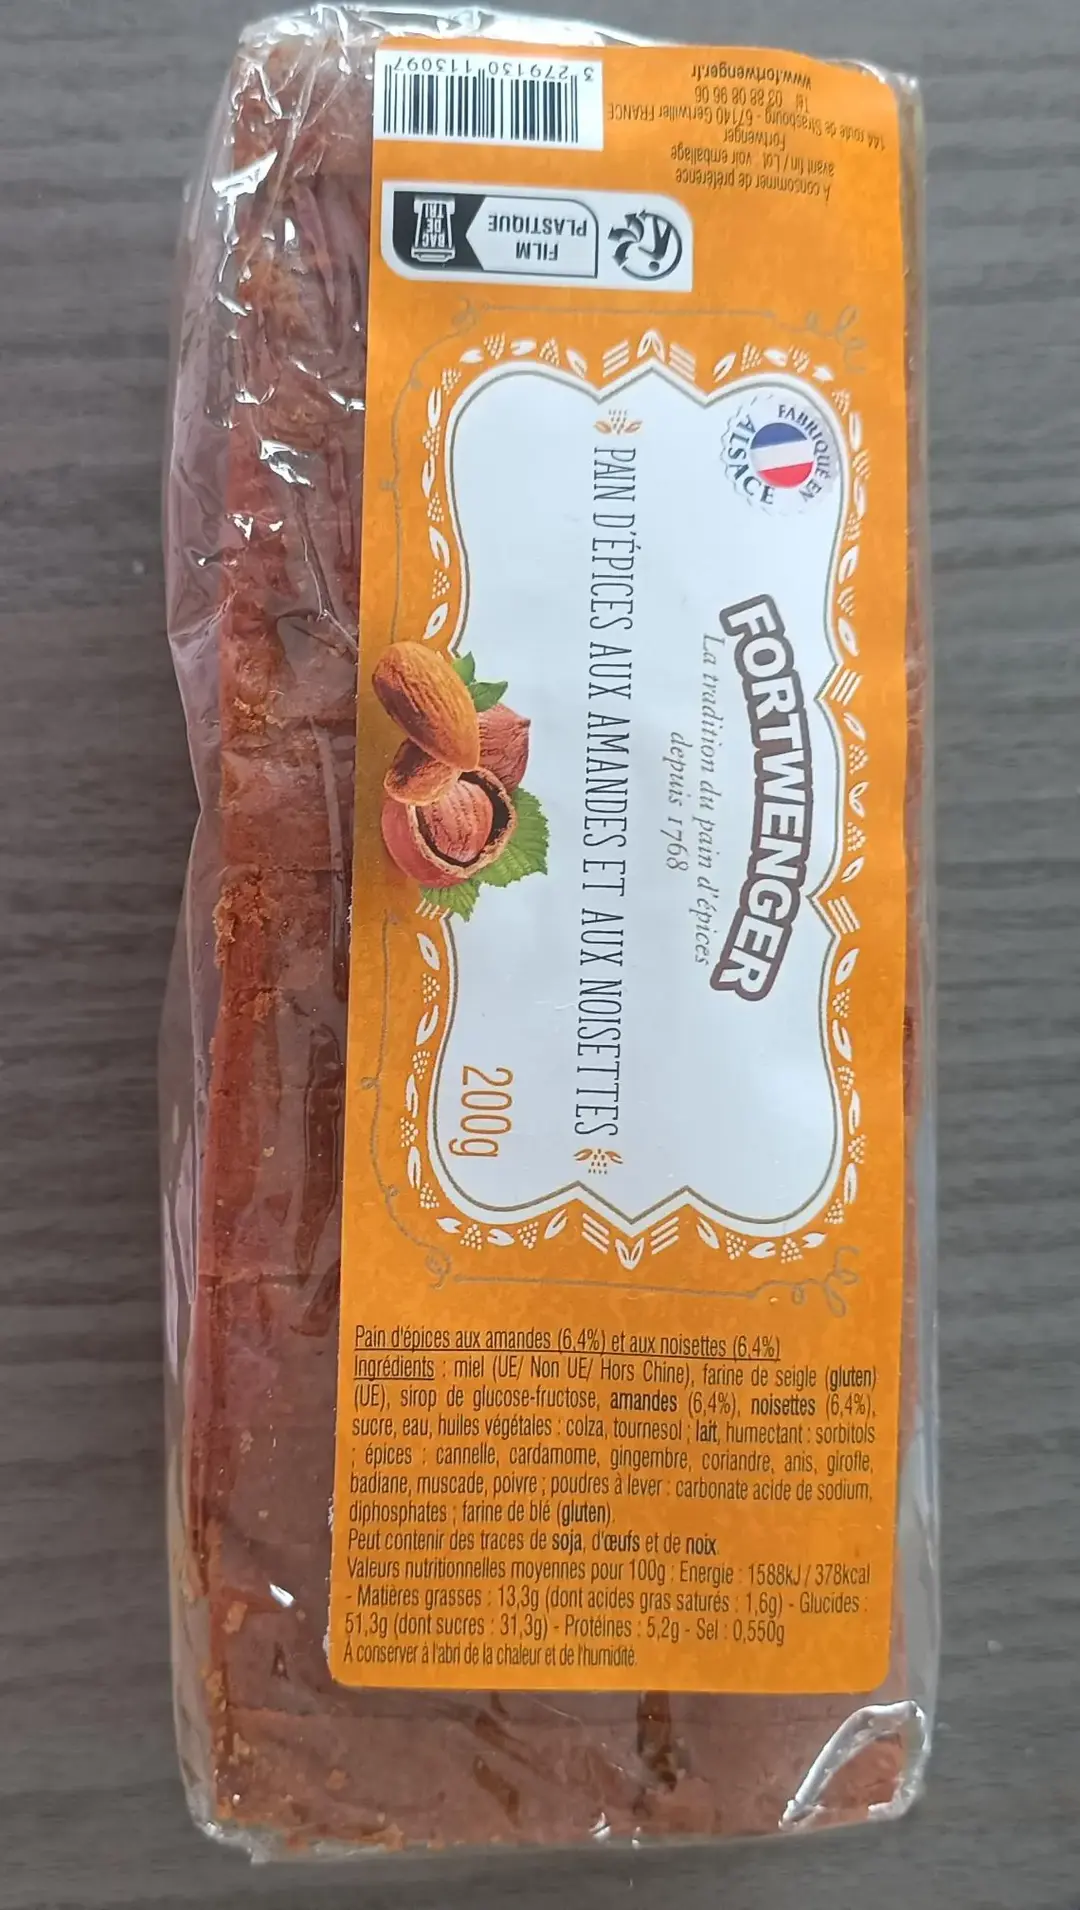 3 279130 113097
FILM
PLASTIQUE
BAC
DE
TRI
À consommer de préférence
avant fin / Lot : voir emballage
Fortwenger
144 route de Strasbourg - 67140 Gertwiller FRANCE
Tél. 03 88 08 96 06
www.fortwenger.fr
FABRIQUÉ EN
ALSACE
FORTWENGER
La tradition du pain d'épices
depuis 1768
PAIN D'ÉPICES AUX AMANDES ET AUX NOISETTES
200g
Pain d'épices aux amandes (6,4%) et aux noisettes (6,4%)
Ingrédients : miel (UE/ Non UE/ Hors Chine), farine de seigle (gluten)
(UE), sirop de glucose-fructose, amandes (6,4%), noisettes (6,4%),
sucre, eau, huiles végétales : colza, tournesol ; lait, humectant : sorbitols
; épices : cannelle, cardamome, gingembre, coriandre, anis, girofle,
badiane, muscade, poivre ; poudres à lever : carbonate acide de sodium,
diphosphates ; farine de blé (gluten).
Peut contenir des traces de soja, d'œufs et de noix.
Valeurs nutritionnelles moyennes pour 100g : Energie : 1588kJ / 378kcal
- Matières grasses : 13,3g (dont acides gras saturés : 1,6g) - Glucides :
51,3g (dont sucres : 31,3g) - Protéines : 5,2g - Sel : 0,550g
À conserver à l'abri de la chaleur et de l'humidité.